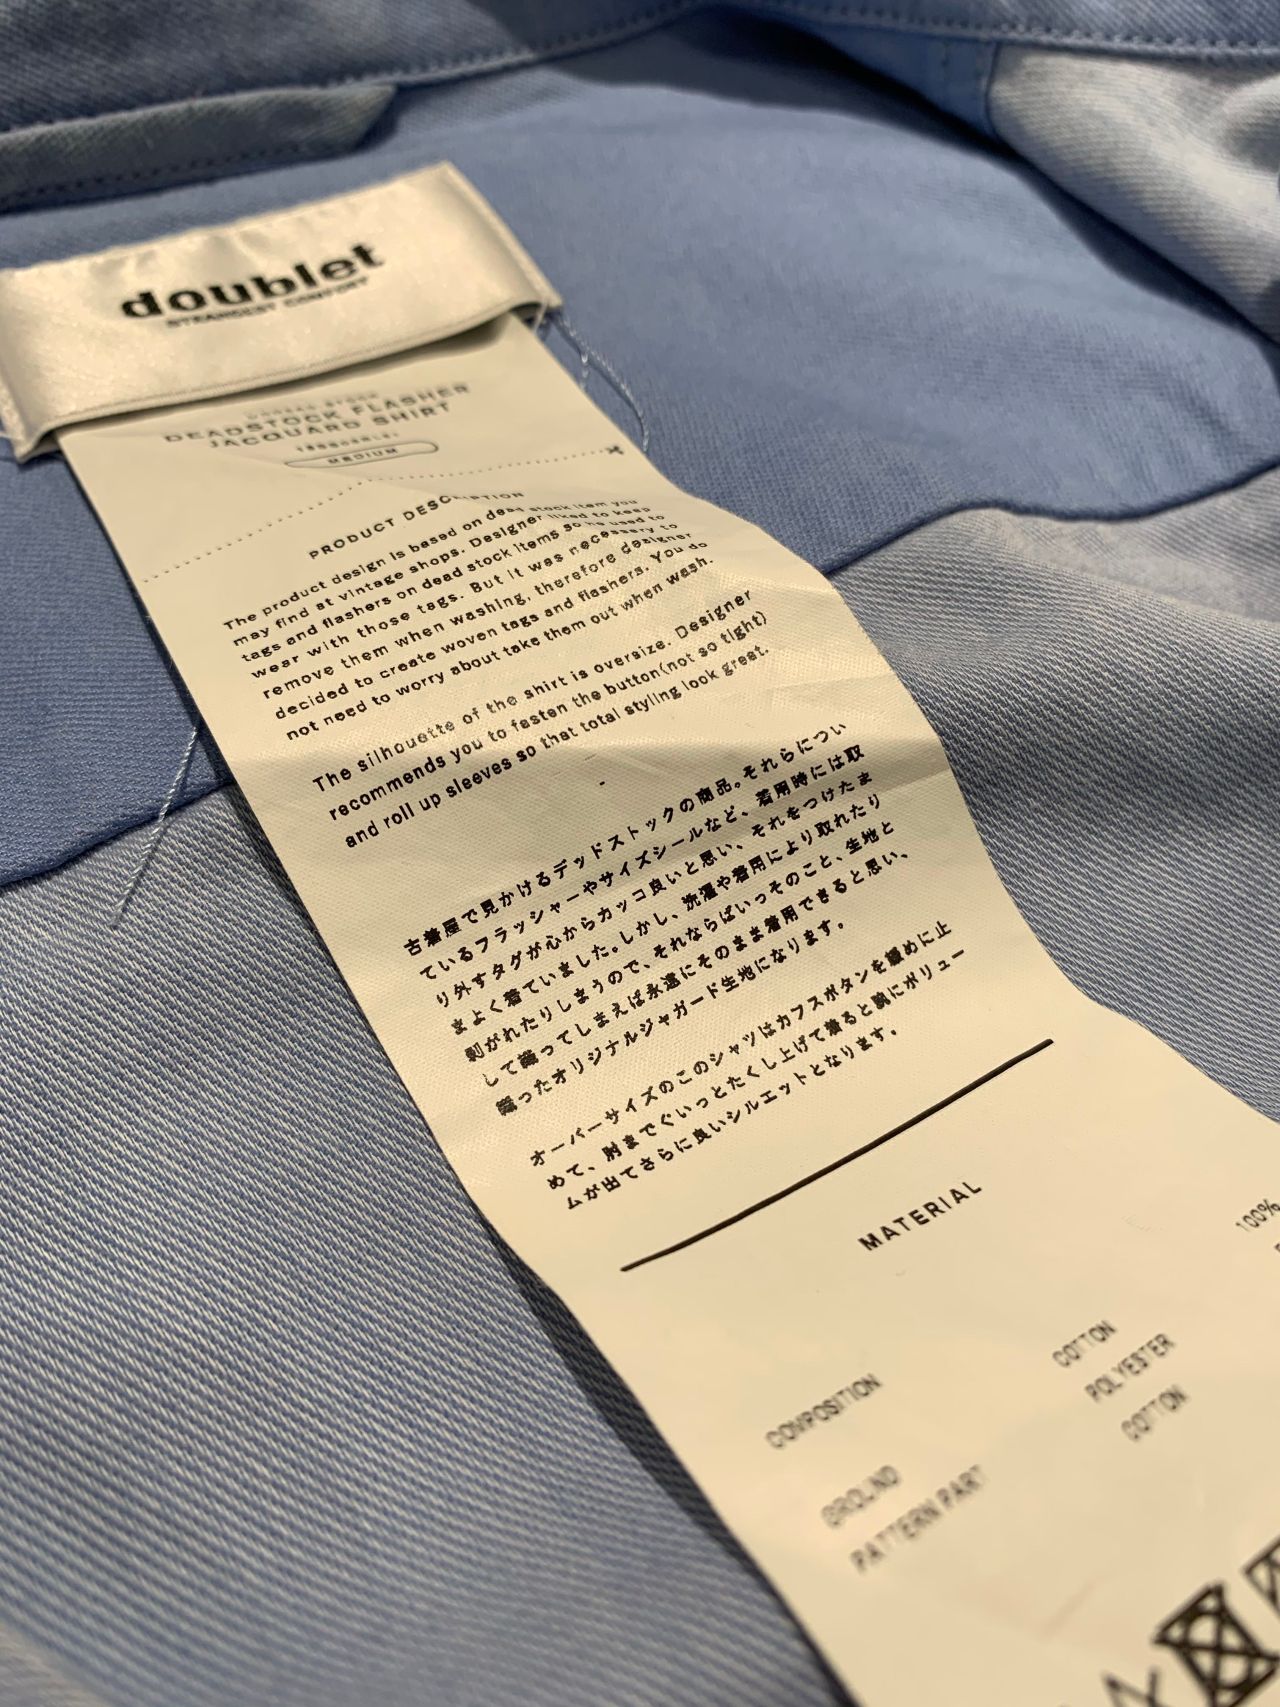 doublet
STRANGEST COMFORT
DEADSTOCK FLASHER
JACQUARD SHIRT
MEDIUM
PRODUCT DESCRIPTION
The product design is based on dead stock item you
may find at vintage shops. Designer liked to keep
tags and flashers on dead stock items so he used to
wear with those tags. But it was necessary to
remove them when washing, therefore designer
decided to create woven tags and flashers. You do
not need to worry about take them out when wash.
The silhouette of the shirt is oversize. Designer
recommends you to fasten the button(not so tight)
and roll up sleeves so that total styling look great.
古着屋で見かけるデッドストックの商品。それらについ
ているフラッシャーやサイズシールなど、着用時には取
り外すタグが心からカッコ良いと思い、それをつけたま
まよく着ていました。しかし、洗濯や着用により取れたり
剥がれたりしまうので、それならばいっそのこと、生地と
して織ってしまえば永遠にそのまま着用できると思い、
織ったオリジナルジャガード生地になります。
オーバーサイズのこのシャツはカフスボタンを緩めに止
めて、肘までぐいっとたくし上げて着ると腕にボリュー
ムが出てさらに良いシルエットとなります。
MATERIAL
100%
COMPOSITION
COTTON
POLYESTER
GROUND
COTTON
PATTERN PART